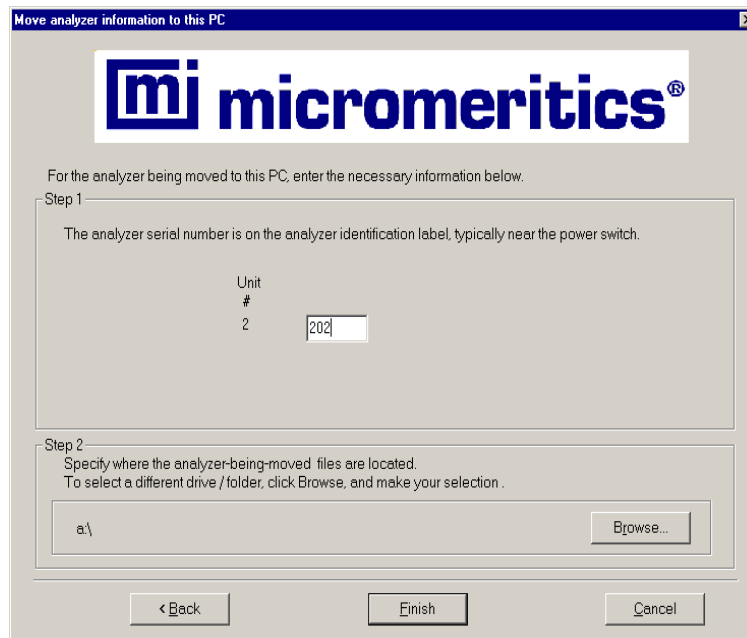 Move analyzer information to this PC
mi micromeritics®
For the analyzer being moved to this PC, enter the necessary information below.
Step 1
The analyzer serial number is on the analyzer identification label, typically near the power switch.
Unit
#
2 202
Step 2
Specify where the analyzer-being-moved files are located.
To select a different drive / folder, click Browse, and make your selection .
a:\ Browse...
< Back Finish Cancel